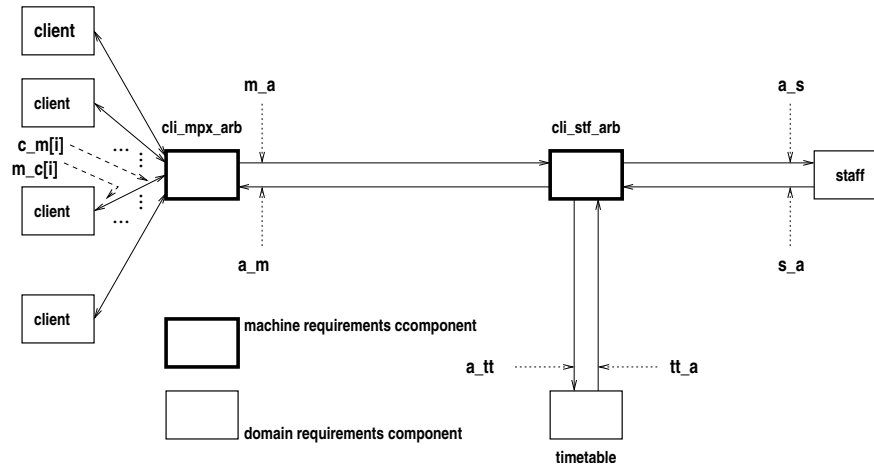 client
m_a
a_s
client
cli_mpx_arb
cli_stf_arb
c_m[i]
...
m_c[i]
staff
client
...
a_m
s_a
client
machine requirements ccomponent
a_tt
tt_a
domain requirements component
timetable